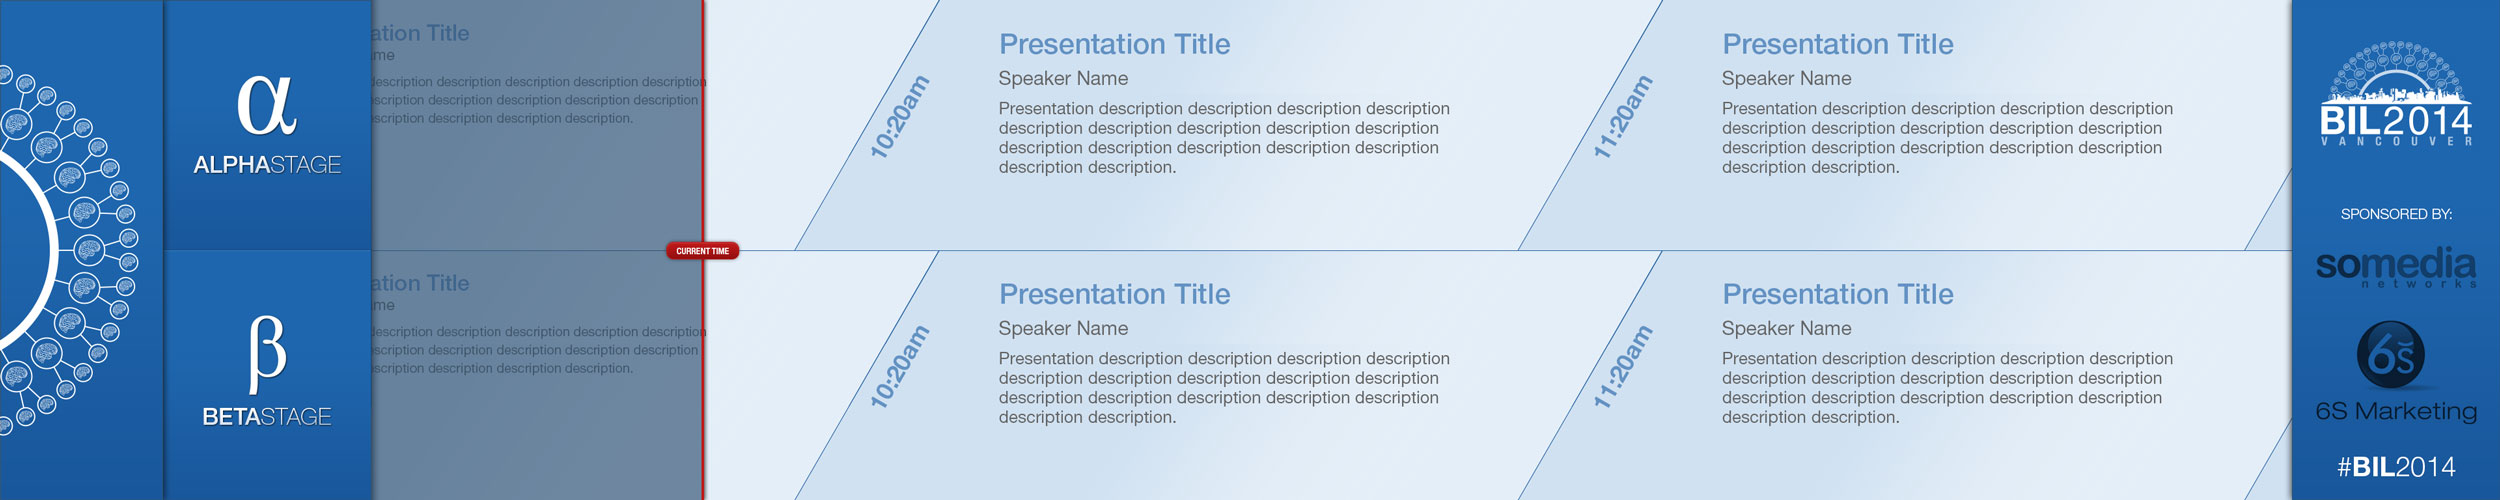 α
ALPHASTAGE
ation Title
me
description description description description description
scription description description description description
scription description description description.
10:20am
Presentation Title
Speaker Name
Presentation description description description description
description description description description description
description description description description description
description description.
11:20am
Presentation Title
Speaker Name
Presentation description description description description
description description description description description
description description description description description
description description.
CURRENT TIME
β
BETASTAGE
ation Title
me
description description description description description
scription description description description description
scription description description description.
10:20am
Presentation Title
Speaker Name
Presentation description description description description
description description description description description
description description description description description
description description.
11:20am
Presentation Title
Speaker Name
Presentation description description description description
description description description description description
description description description description description
description description.
BIL2014
VANCOUVER
SPONSORED BY:
somedia
networks
6S
6S Marketing
#BIL2014